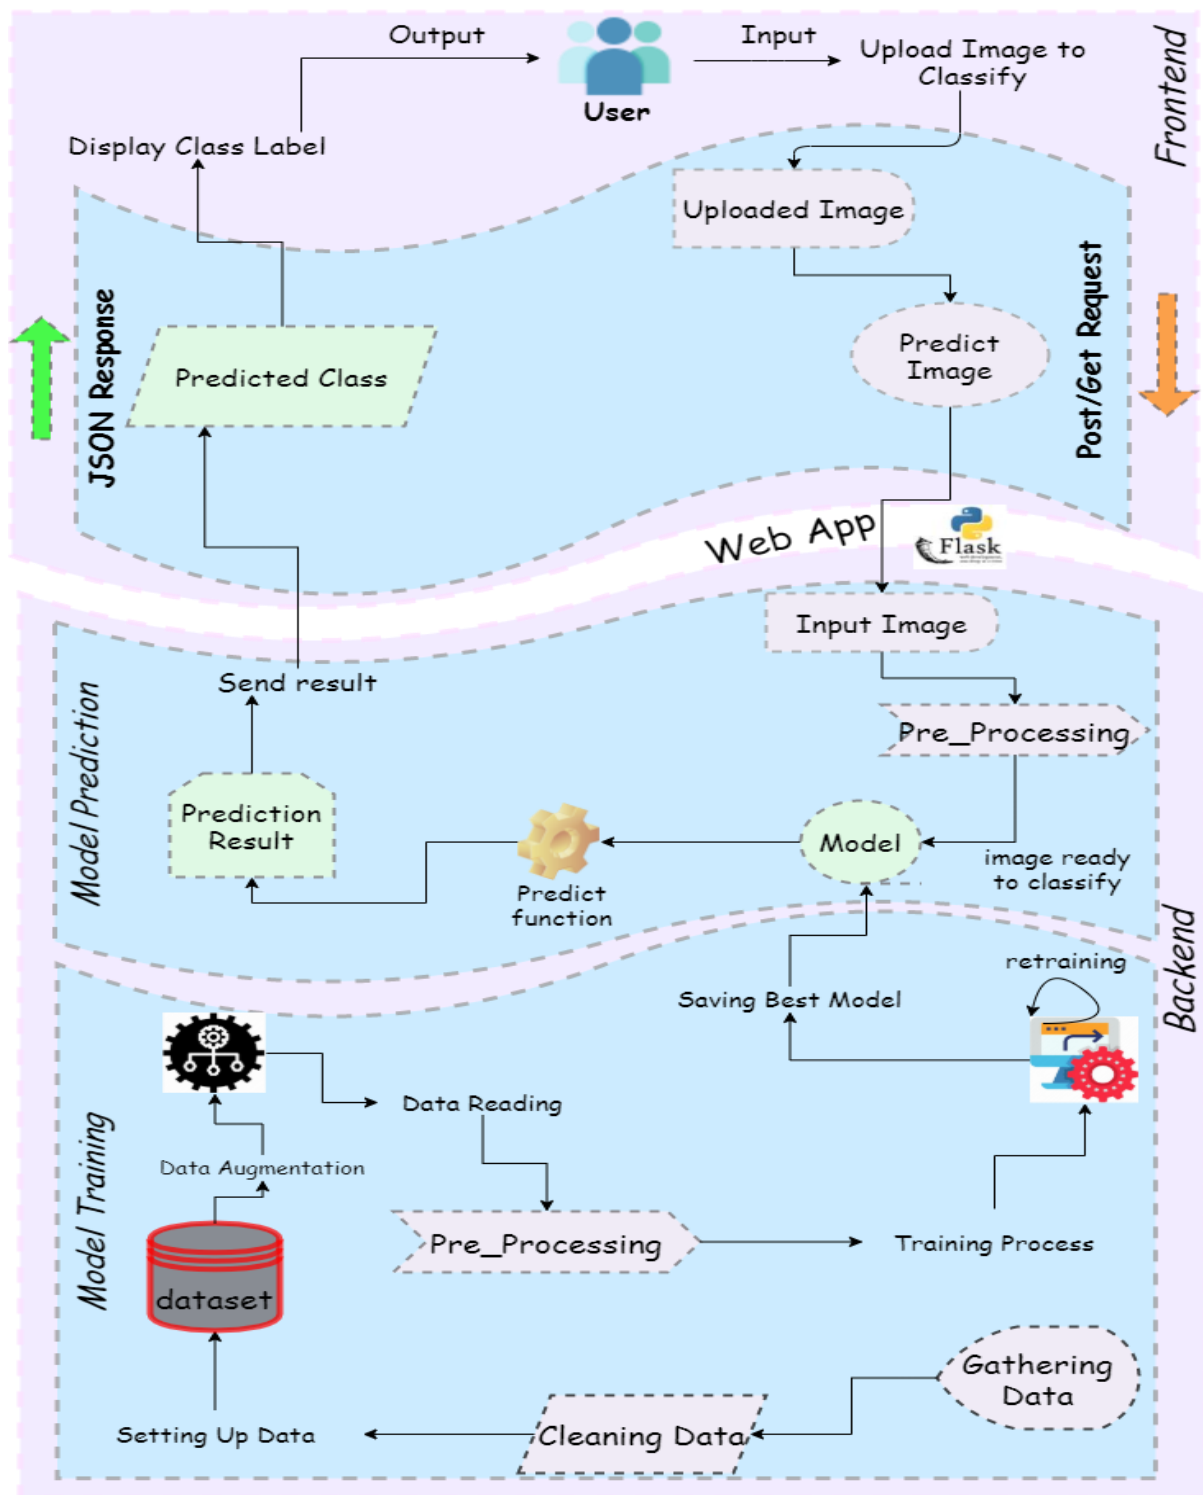 Output
Input
Upload Image to
Classify
User
Frontend
Display Class Label
Uploaded Image
JSON Response
Predicted Class
Predict
Image
Post/Get Request
Web App
Flask
Input Image
Send result
Pre_Processing
Model Prediction
Prediction
Result
Model
image ready
to classify
Predict
function
Backend
retraining
Saving Best Model
Data Reading
Model Training
Data Augmentation
Pre_Processing
Training Process
dataset
Gathering
Data
Cleaning Data
Setting Up Data